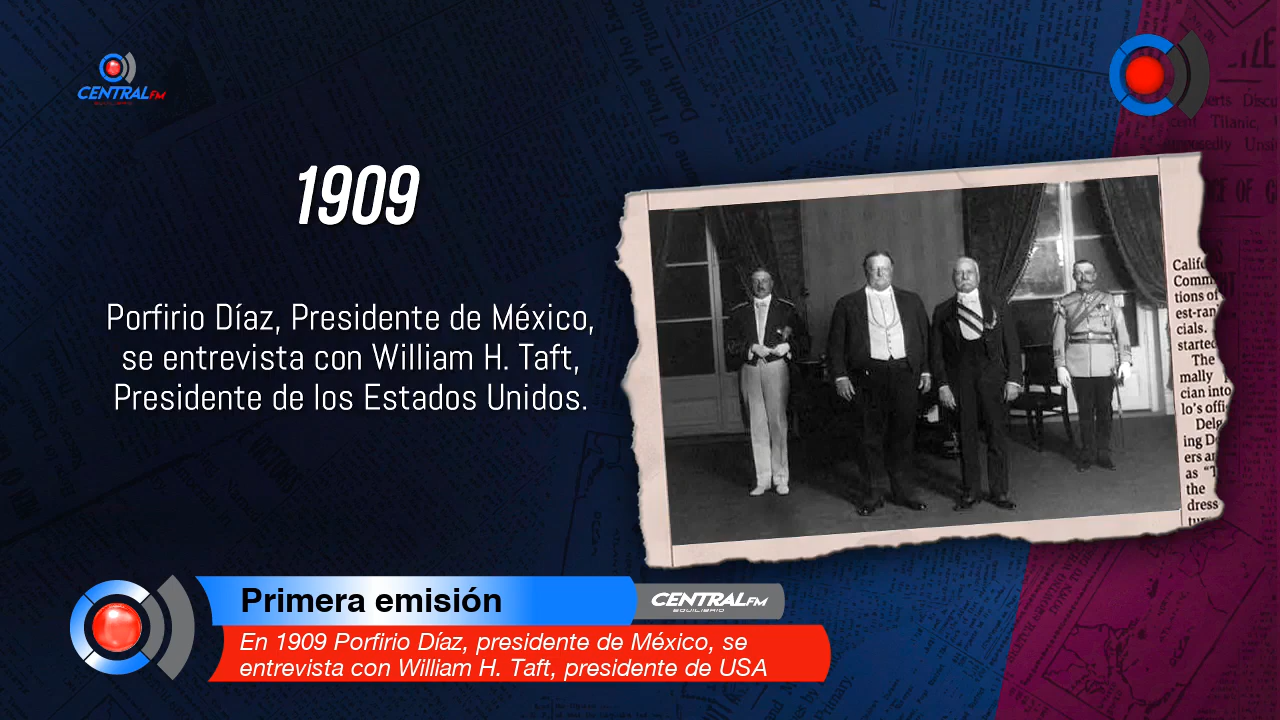 CENTRAL FM
EQUILIBRIO
1909
Porfirio Díaz, Presidente de México,
se entrevista con William H. Taft,
Presidente de los Estados Unidos.
Califo
Comm
tions of
est-ran
cials.
started
The
mally
cian into
lo's offi
Delg
ing D
ers a
as "T
the
dress
Primera emisión
CENTRAL FM
EQUILIBRIO
En 1909 Porfirio Díaz, presidente de México, se
entrevista con William H. Taft, presidente de USA